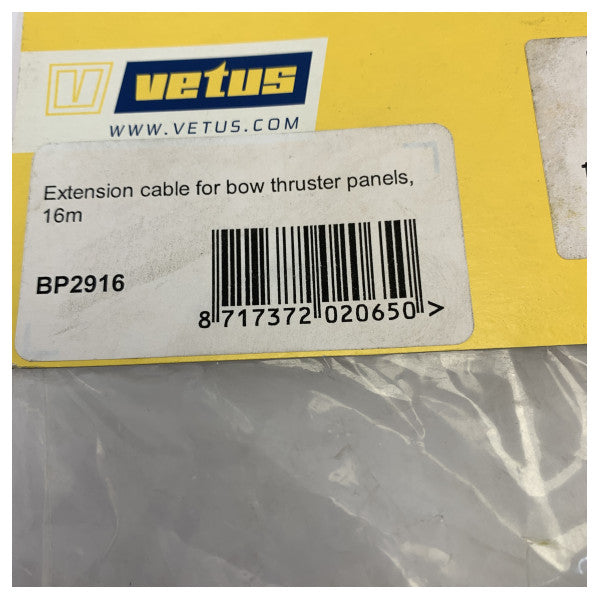 vetus
WWW.VETUS.COM
Extension cable for bow thruster panels,
16m
BP2916
8 717372 020650 >